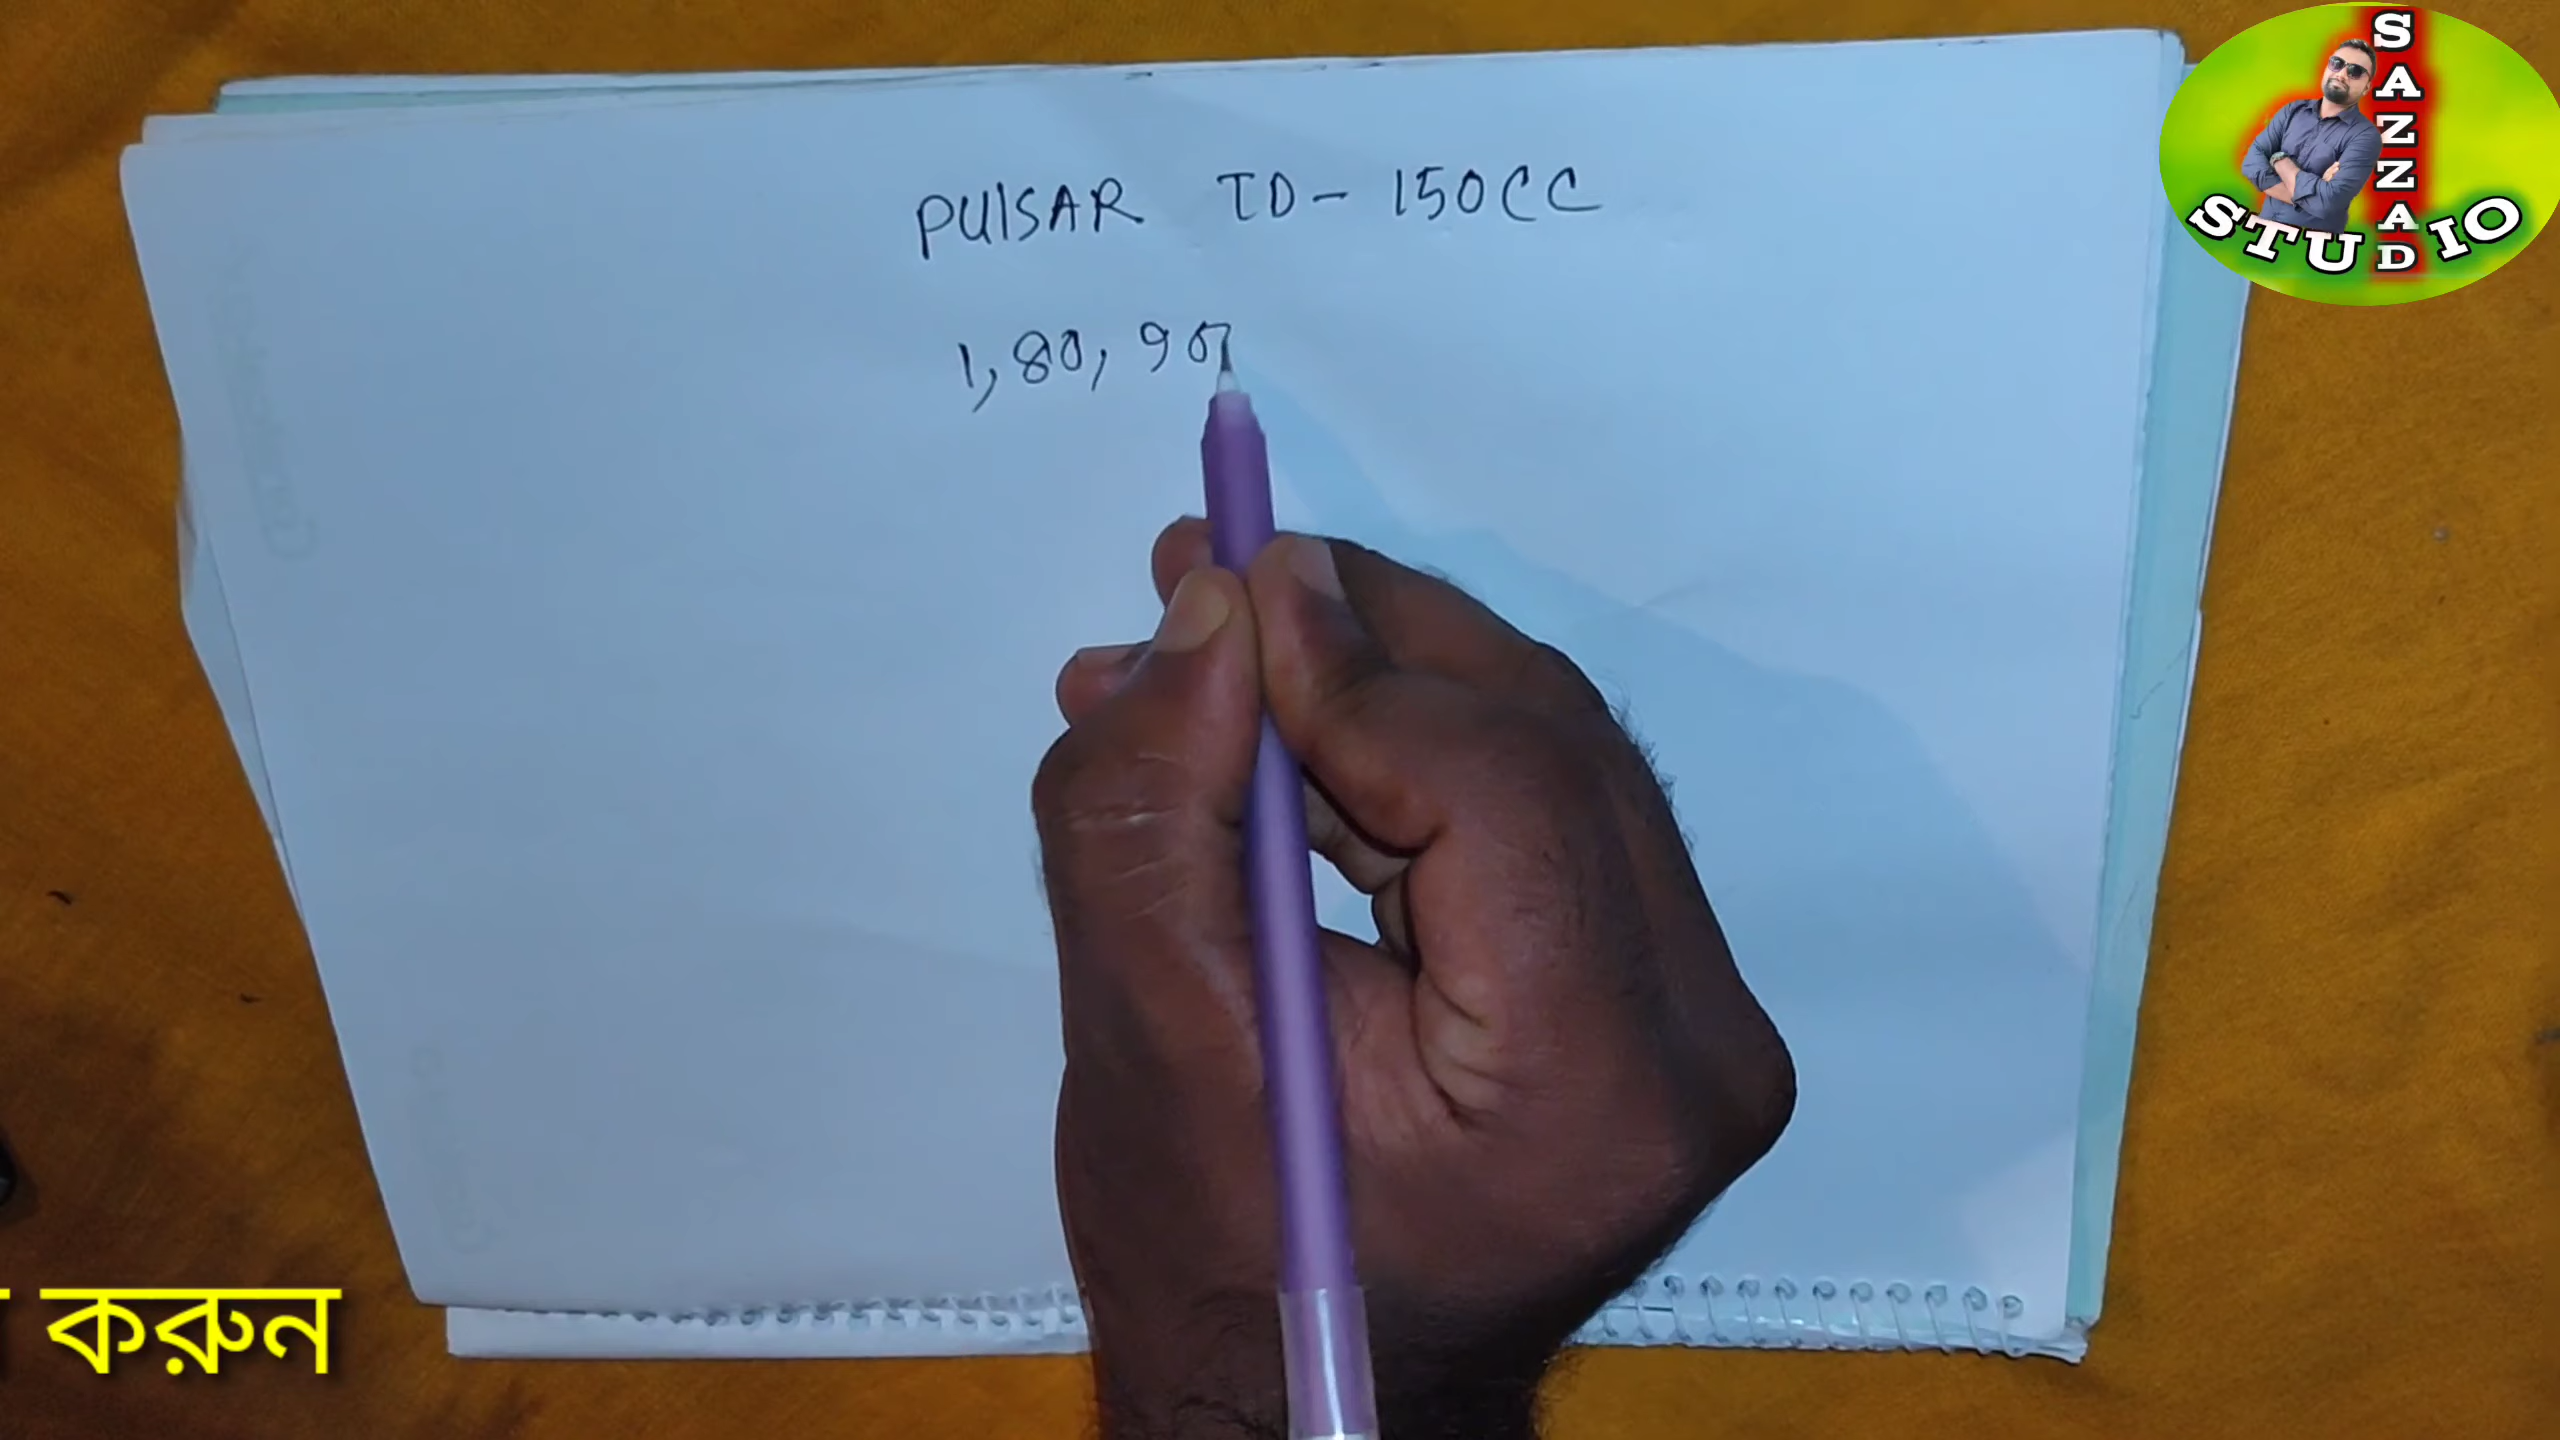 PULSAR TD - 150CC
1,80,90
SAZZAD
STUDIO
করুন